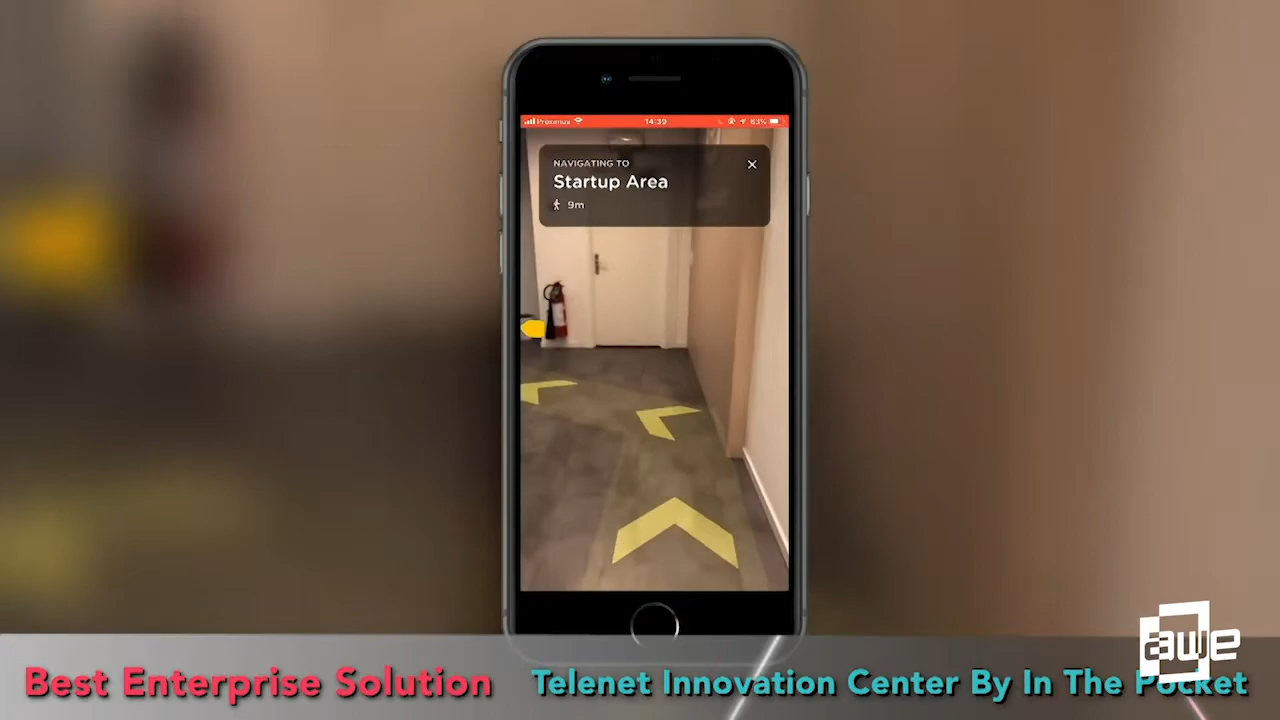 Proximus
14:39
63%
NAVIGATING TO
Startup Area
9m
awe
Best Enterprise Solution
Telenet Innovation Center By In The Pocket